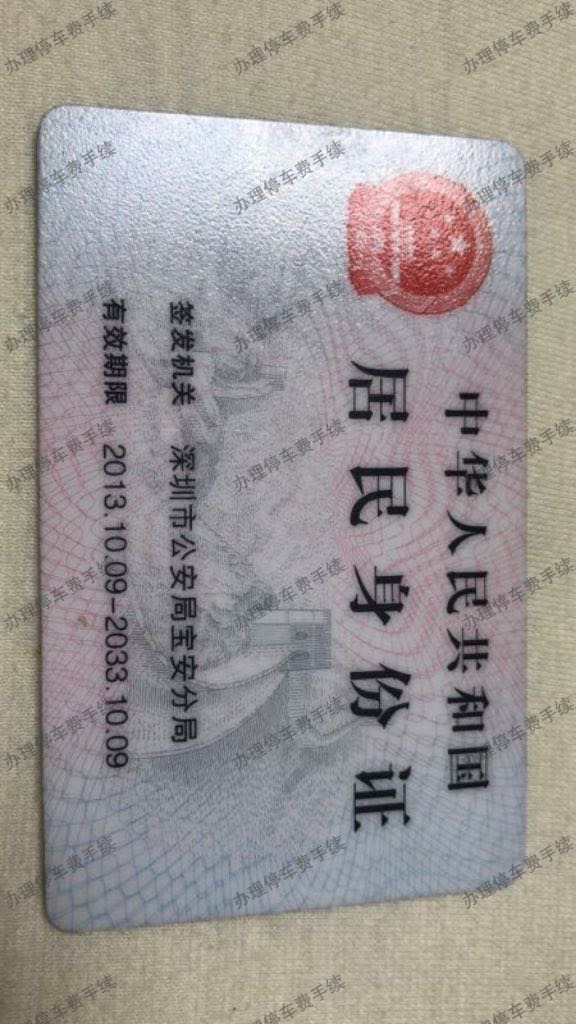 中华人民共和国
居民身份证
签发机关 深圳市公安局宝安分局
有效期限 2013.10.09-2033.10.09
办理停车费手续